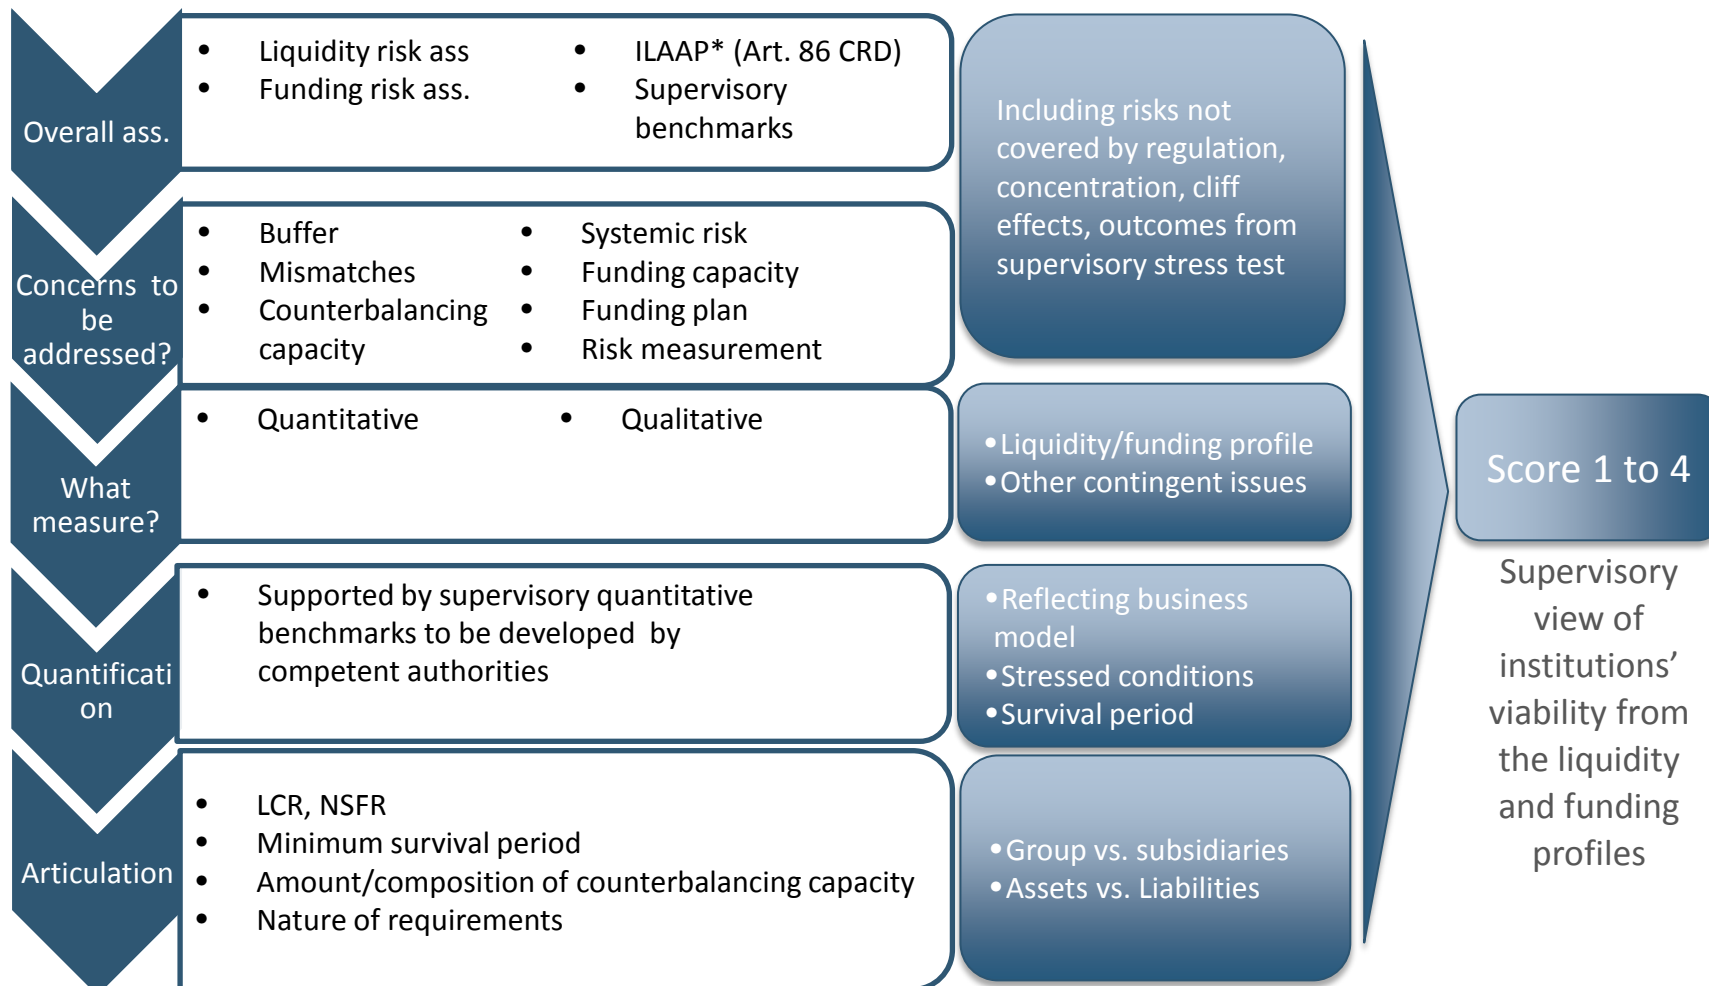 Overall ass.
• Liquidity risk ass
• Funding risk ass.
• ILAAP* (Art. 86 CRD)
• Supervisory
benchmarks
Including risks not
covered by regulation,
concentration, cliff
effects, outcomes from
supervisory stress test
Concerns to
be
addressed?
• Buffer
• Mismatches
• Counterbalancing
capacity
• Systemic risk
• Funding capacity
• Funding plan
• Risk measurement
What
measure?
• Quantitative
• Qualitative
• Liquidity/funding profile
• Other contingent issues
Quantificati
on
• Supported by supervisory quantitative
benchmarks to be developed by
competent authorities
• Reflecting business
model
• Stressed conditions
• Survival period
Articulation
• LCR, NSFR
• Minimum survival period
• Amount/composition of counterbalancing capacity
• Nature of requirements
• Group vs. subsidiaries
• Assets vs. Liabilities
Score 1 to 4
Supervisory
view of
institutions’
viability from
the liquidity
and funding
profiles